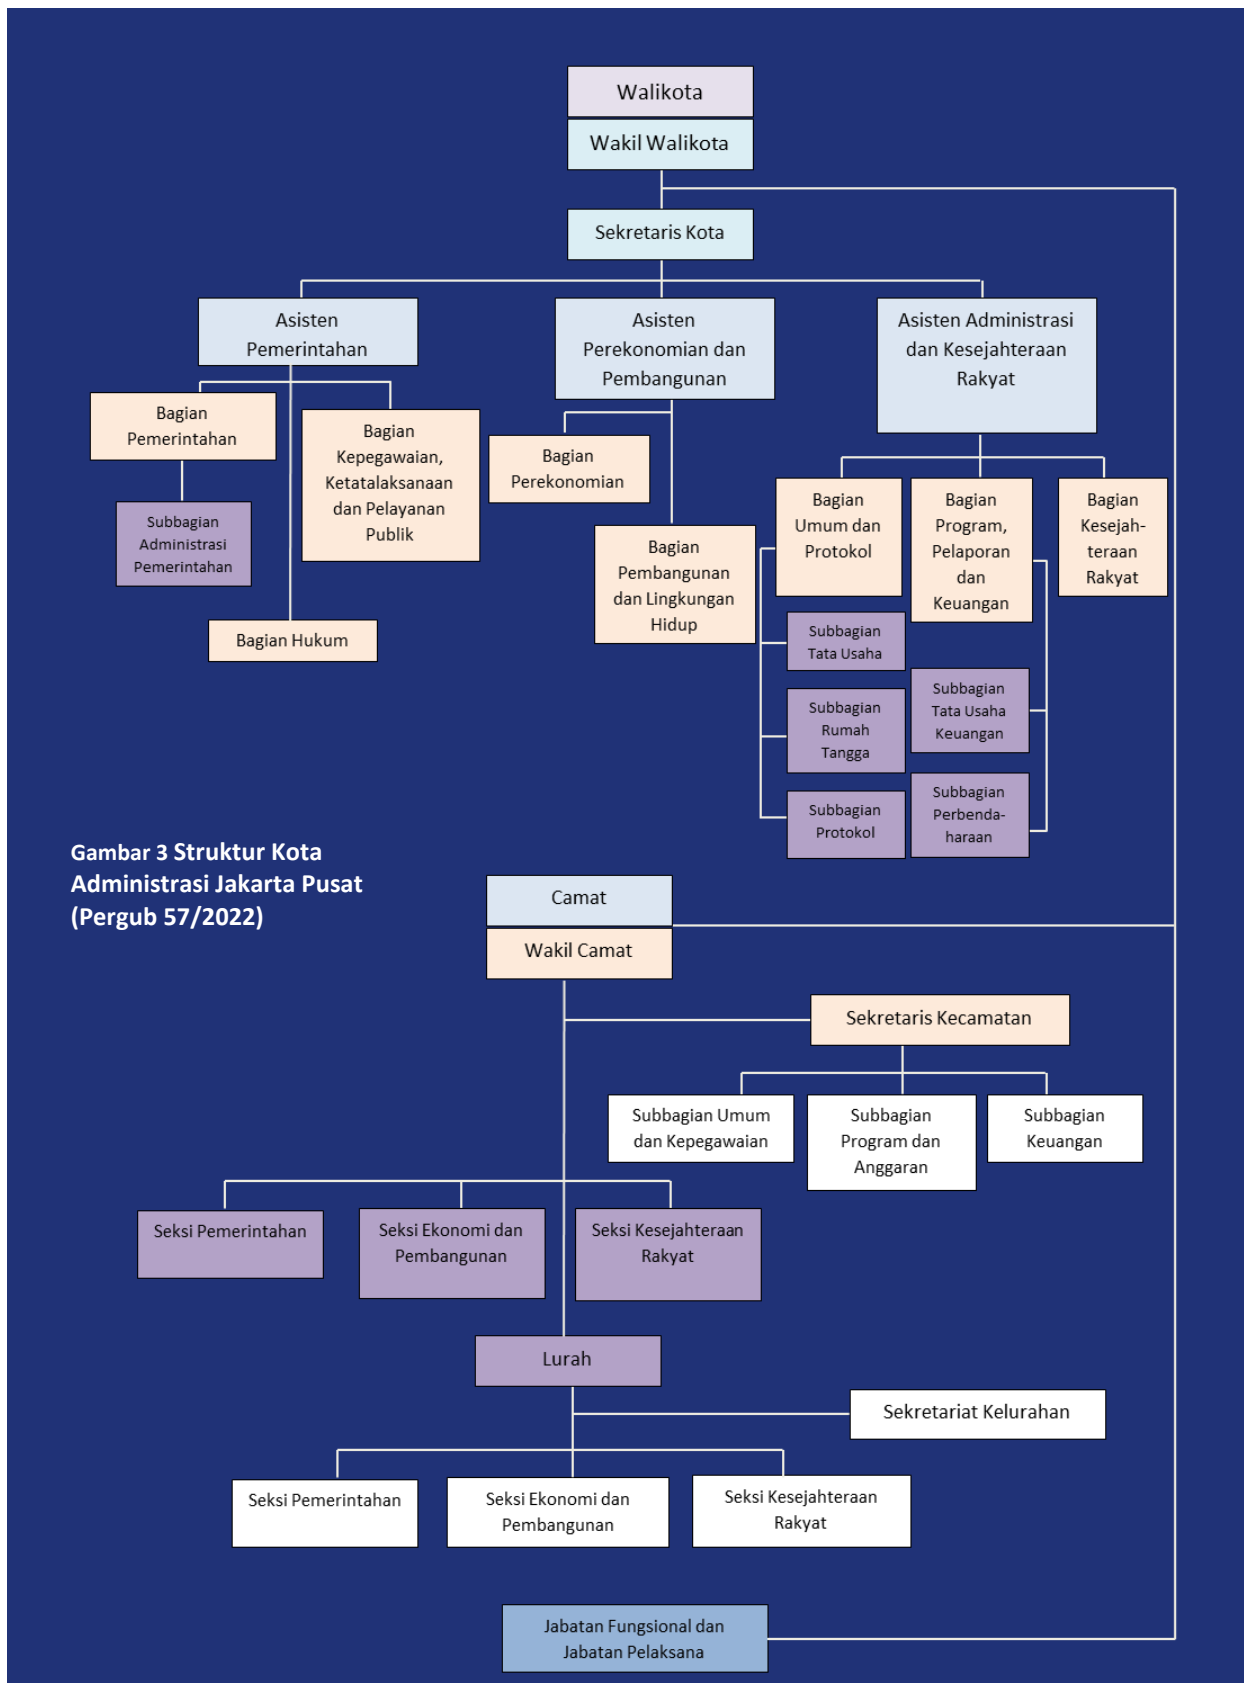 Walikota
Wakil Walikota
Sekretaris Kota
Asisten
Pemerintahan
Asisten
Perekonomian dan
Pembangunan
Asisten Administrasi
dan Kesejahteraan
Rakyat
Bagian
Pemerintahan
Subbagian
Administrasi
Pemerintahan
Bagian
Kepegawaian,
Ketatalaksanaan
dan Pelayanan
Publik
Bagian Hukum
Bagian
Perekonomian
Bagian
Pembangunan
dan Lingkungan
Hidup
Bagian
Umum dan
Protokol
Subbagian
Tata Usaha
Subbagian
Rumah
Tangga
Subbagian
Protokol
Bagian
Program,
Pelaporan
dan
Keuangan
Subbagian
Tata Usaha
Keuangan
Subbagian
Perbenda-
haraan
Bagian
Kesejah-
teraan
Rakyat
Gambar 3 Struktur Kota
Administrasi Jakarta Pusat
(Pergub 57/2022)
Camat
Wakil Camat
Sekretaris Kecamatan
Subbagian Umum
dan Kepegawaian
Subbagian
Program dan
Anggaran
Subbagian
Keuangan
Seksi Pemerintahan
Seksi Ekonomi dan
Pembangunan
Seksi Kesejahteraan
Rakyat
Lurah
Sekretariat Kelurahan
Seksi Pemerintahan
Seksi Ekonomi dan
Pembangunan
Seksi Kesejahteraan
Rakyat
Jabatan Fungsional dan
Jabatan Pelaksana